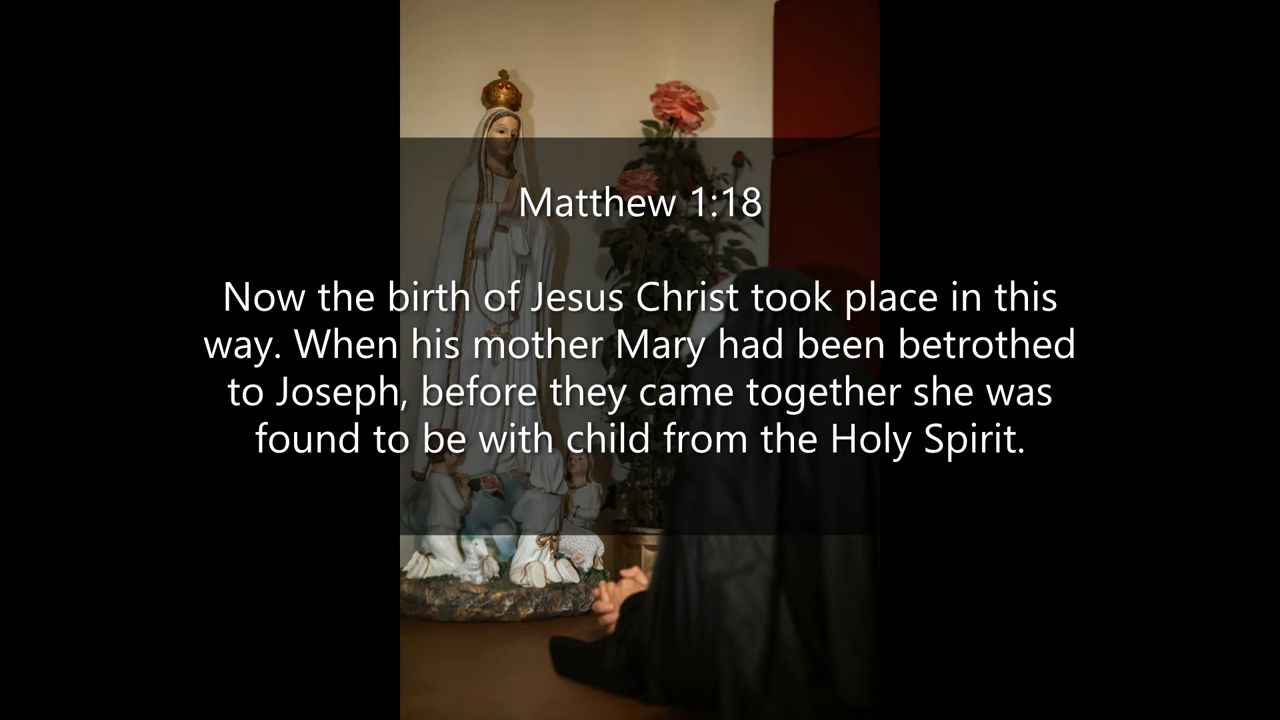 Matthew 1:18
Now the birth of Jesus Christ took place in this
way. When his mother Mary had been betrothed
to Joseph, before they came together she was
found to be with child from the Holy Spirit.